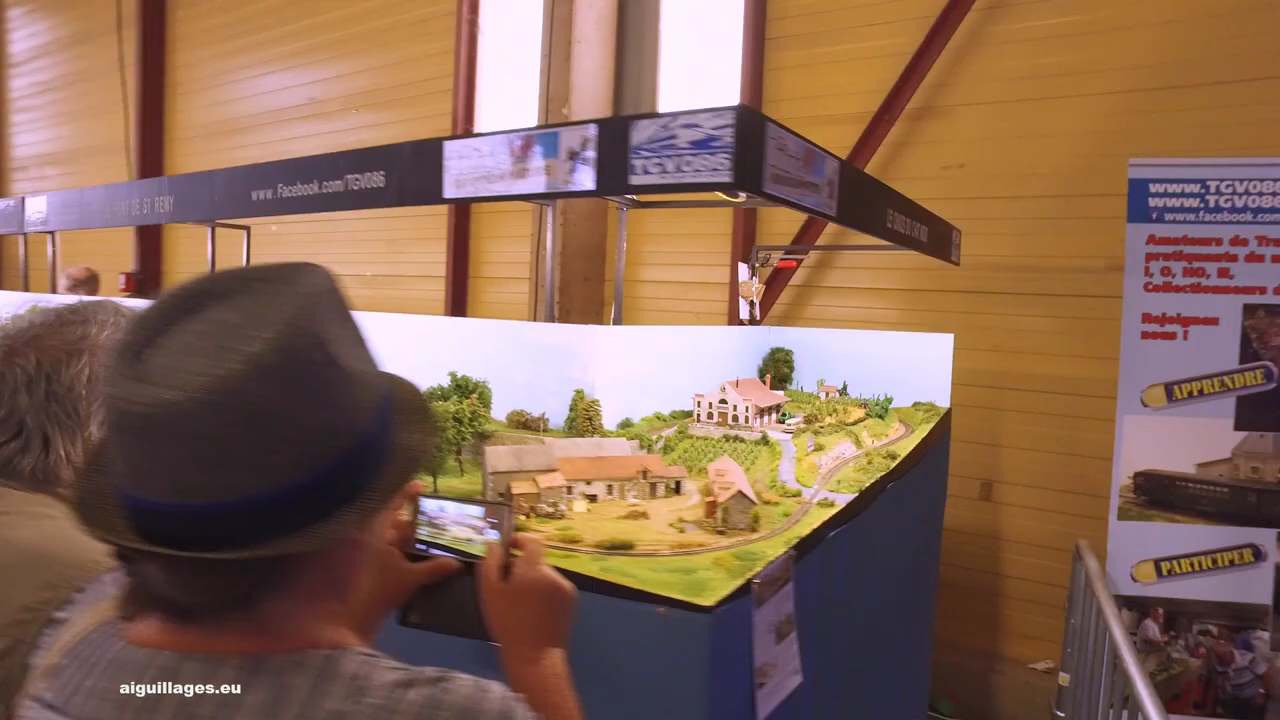 www.Facebook.com/TGV086
TGV086
www.TGV086
www.TGV086
f www.facebook.com
Amateurs de Tra
pratiquants du m
I, O, HO, N,
Collectionneurs d
Rejoignez
nous !
APPRENDRE
PARTICIPER
aiguillages.eu